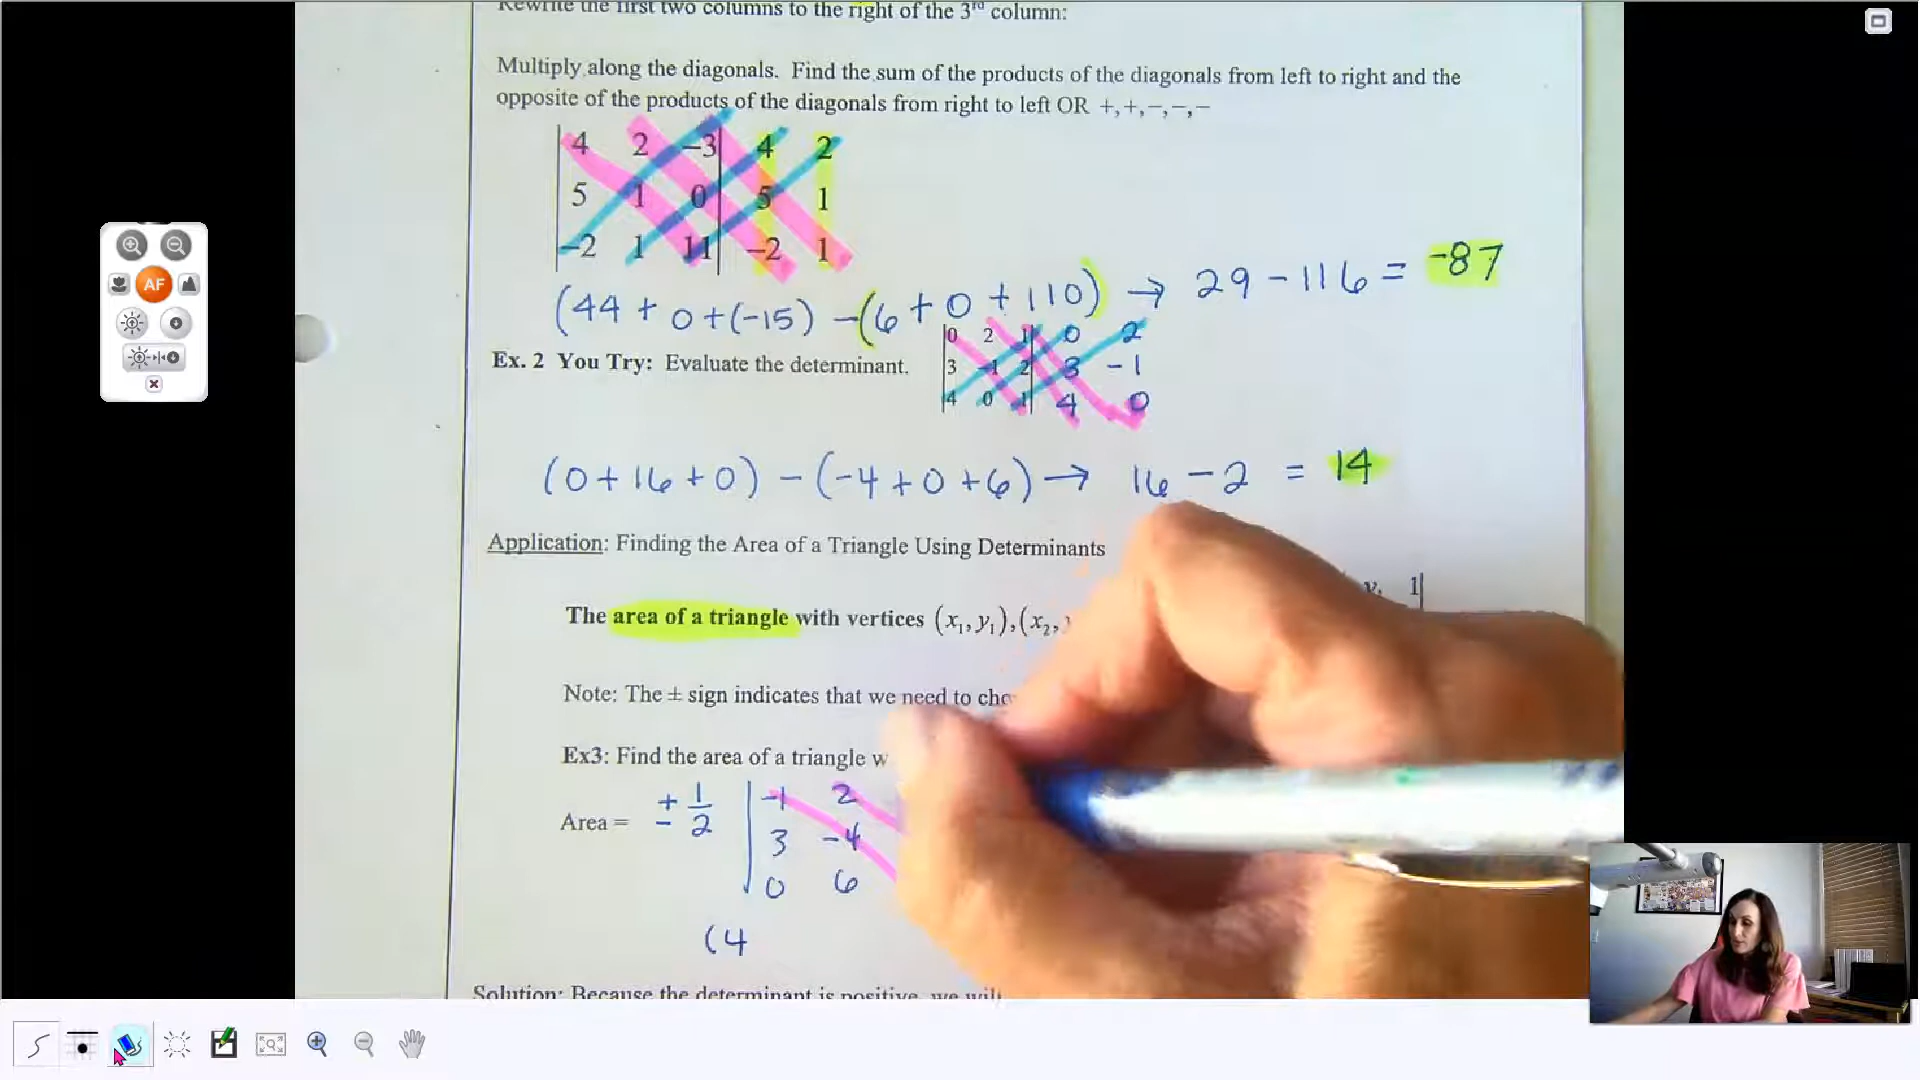 Rewrite the first two columns to the right of the 3rd column:
Multiply along the diagonals. Find the sum of the products of the diagonals from left to right and the
opposite of the products of the diagonals from right to left OR +,+,−,−,−
4 2 −3 4 2
5 1 0 5 1
−2 1 11 −2 1
(44 + 0 + (−15) − (6 + 0 + 110) → 29 − 116 = −87
Ex. 2 You Try: Evaluate the determinant.
0 2 1 0 2
3 −1 2 3 −1
4 0 1 4 0
(0 + 16 + 0) − (−4 + 0 + 6) → 16 − 2 = 14
Application: Finding the Area of a Triangle Using Determinants
1
The area of a triangle with vertices (x₁, y₁), (x₂,
Note: The ± sign indicates that we need to
Ex3: Find the area of a triangle
Area = ± 1/2
−1 2
3 −4
0 6
(4
Solution: Because the determinant is positive, we will
AF